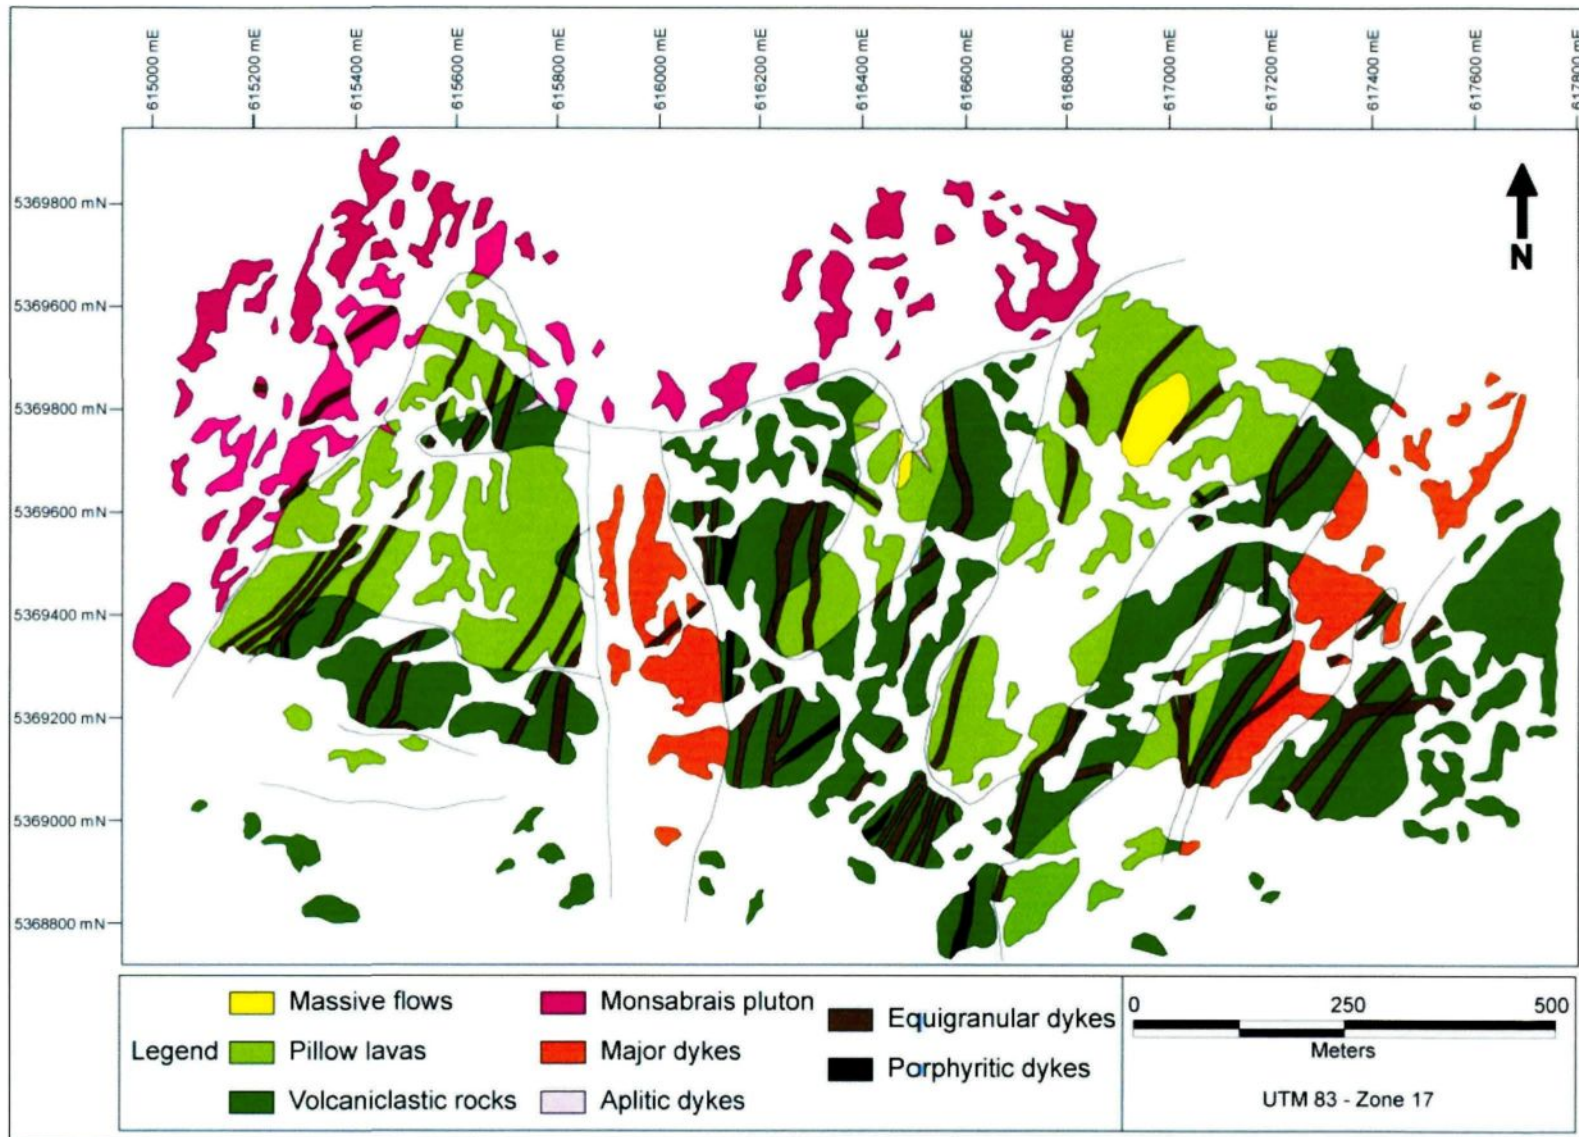 615000 mE
615200 mE
615400 mE
615600 mE
615800 mE
616000 mE
616200 mE
616400 mE
616600 mE
616800 mE
617000 mE
617200 mE
617400 mE
617600 mE
617800 mE
5369800 mN
5369600 mN
5369800 mN
5369600 mN
5369400 mN
5369200 mN
5369000 mN
5368800 mN
N
Legend
Massive flows
Pillow lavas
Volcaniclastic rocks
Monsabrais pluton
Major dykes
Aplitic dykes
Equigranular dykes
Porphyritic dykes
0 250 500
Meters
UTM 83 - Zone 17